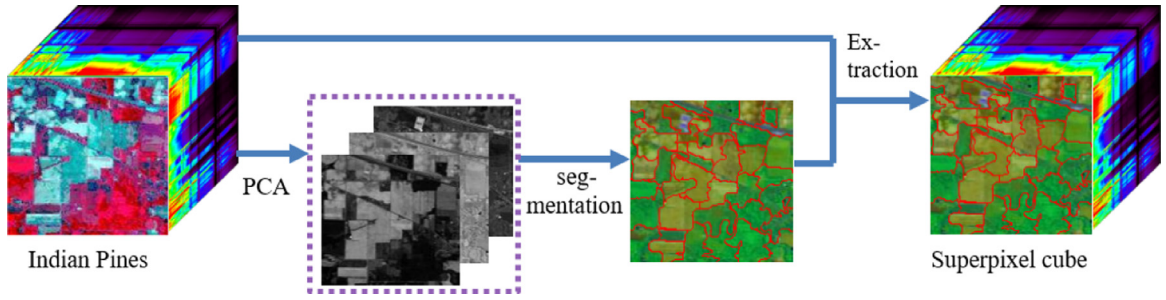 Ex-
traction
PCA
seg-
mentation
Indian Pines
Superpixel cube